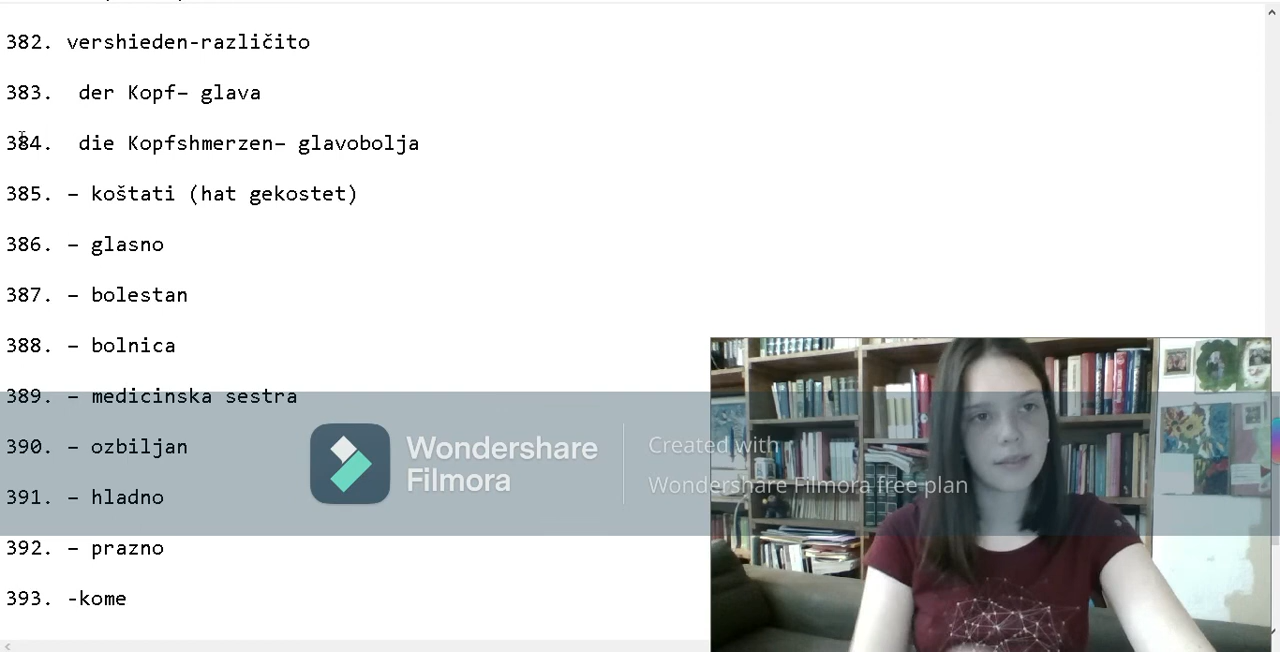 382. vershieden-različito
383. der Kopf– glava
384. die Kopfshmerzen– glavobolja
385. – koštati (hat gekostet)
386. – glasno
387. – bolestan
388. – bolnica
389. – medicinska sestra
390. – ozbiljan
391. – hladno
392. – prazno
393. -kome
Wondershare
Filmora
Created with
Wondershare Filmora free plan